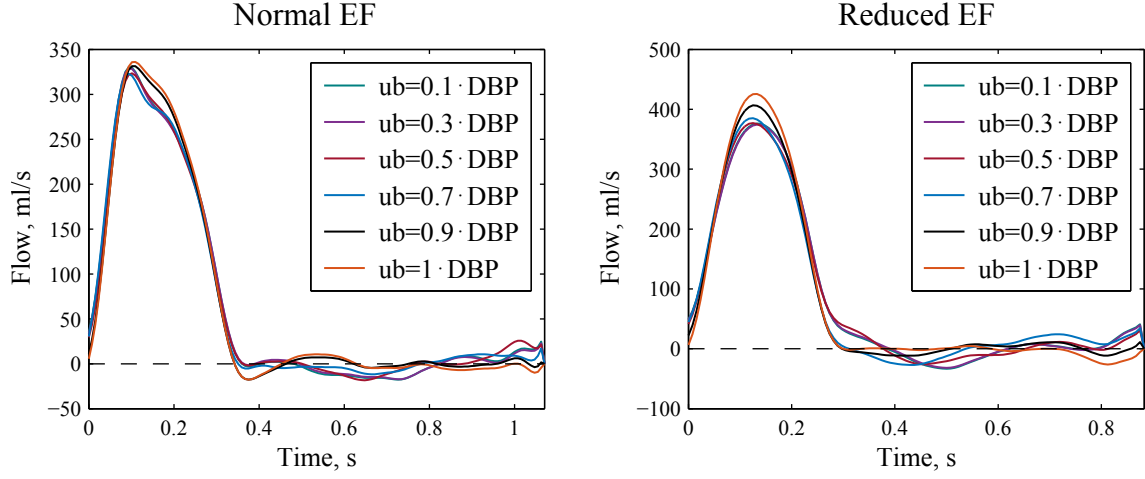 Normal EF
350
300
250
200
150
100
50
0
−50
Flow, ml/s
0
0.2
0.4
0.6
0.8
1
Time, s
ub=0.1·DBP
ub=0.3·DBP
ub=0.5·DBP
ub=0.7·DBP
ub=0.9·DBP
ub=1·DBP
Reduced EF
500
400
300
200
100
0
−100
Flow, ml/s
0
0.2
0.4
0.6
0.8
Time, s
ub=0.1·DBP
ub=0.3·DBP
ub=0.5·DBP
ub=0.7·DBP
ub=0.9·DBP
ub=1·DBP